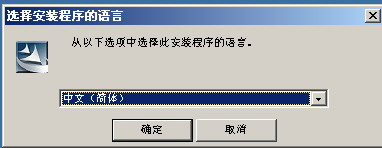 选择安装程序的语言
从以下选项中选择此安装程序的语言。
中文（简体）
确定
取消